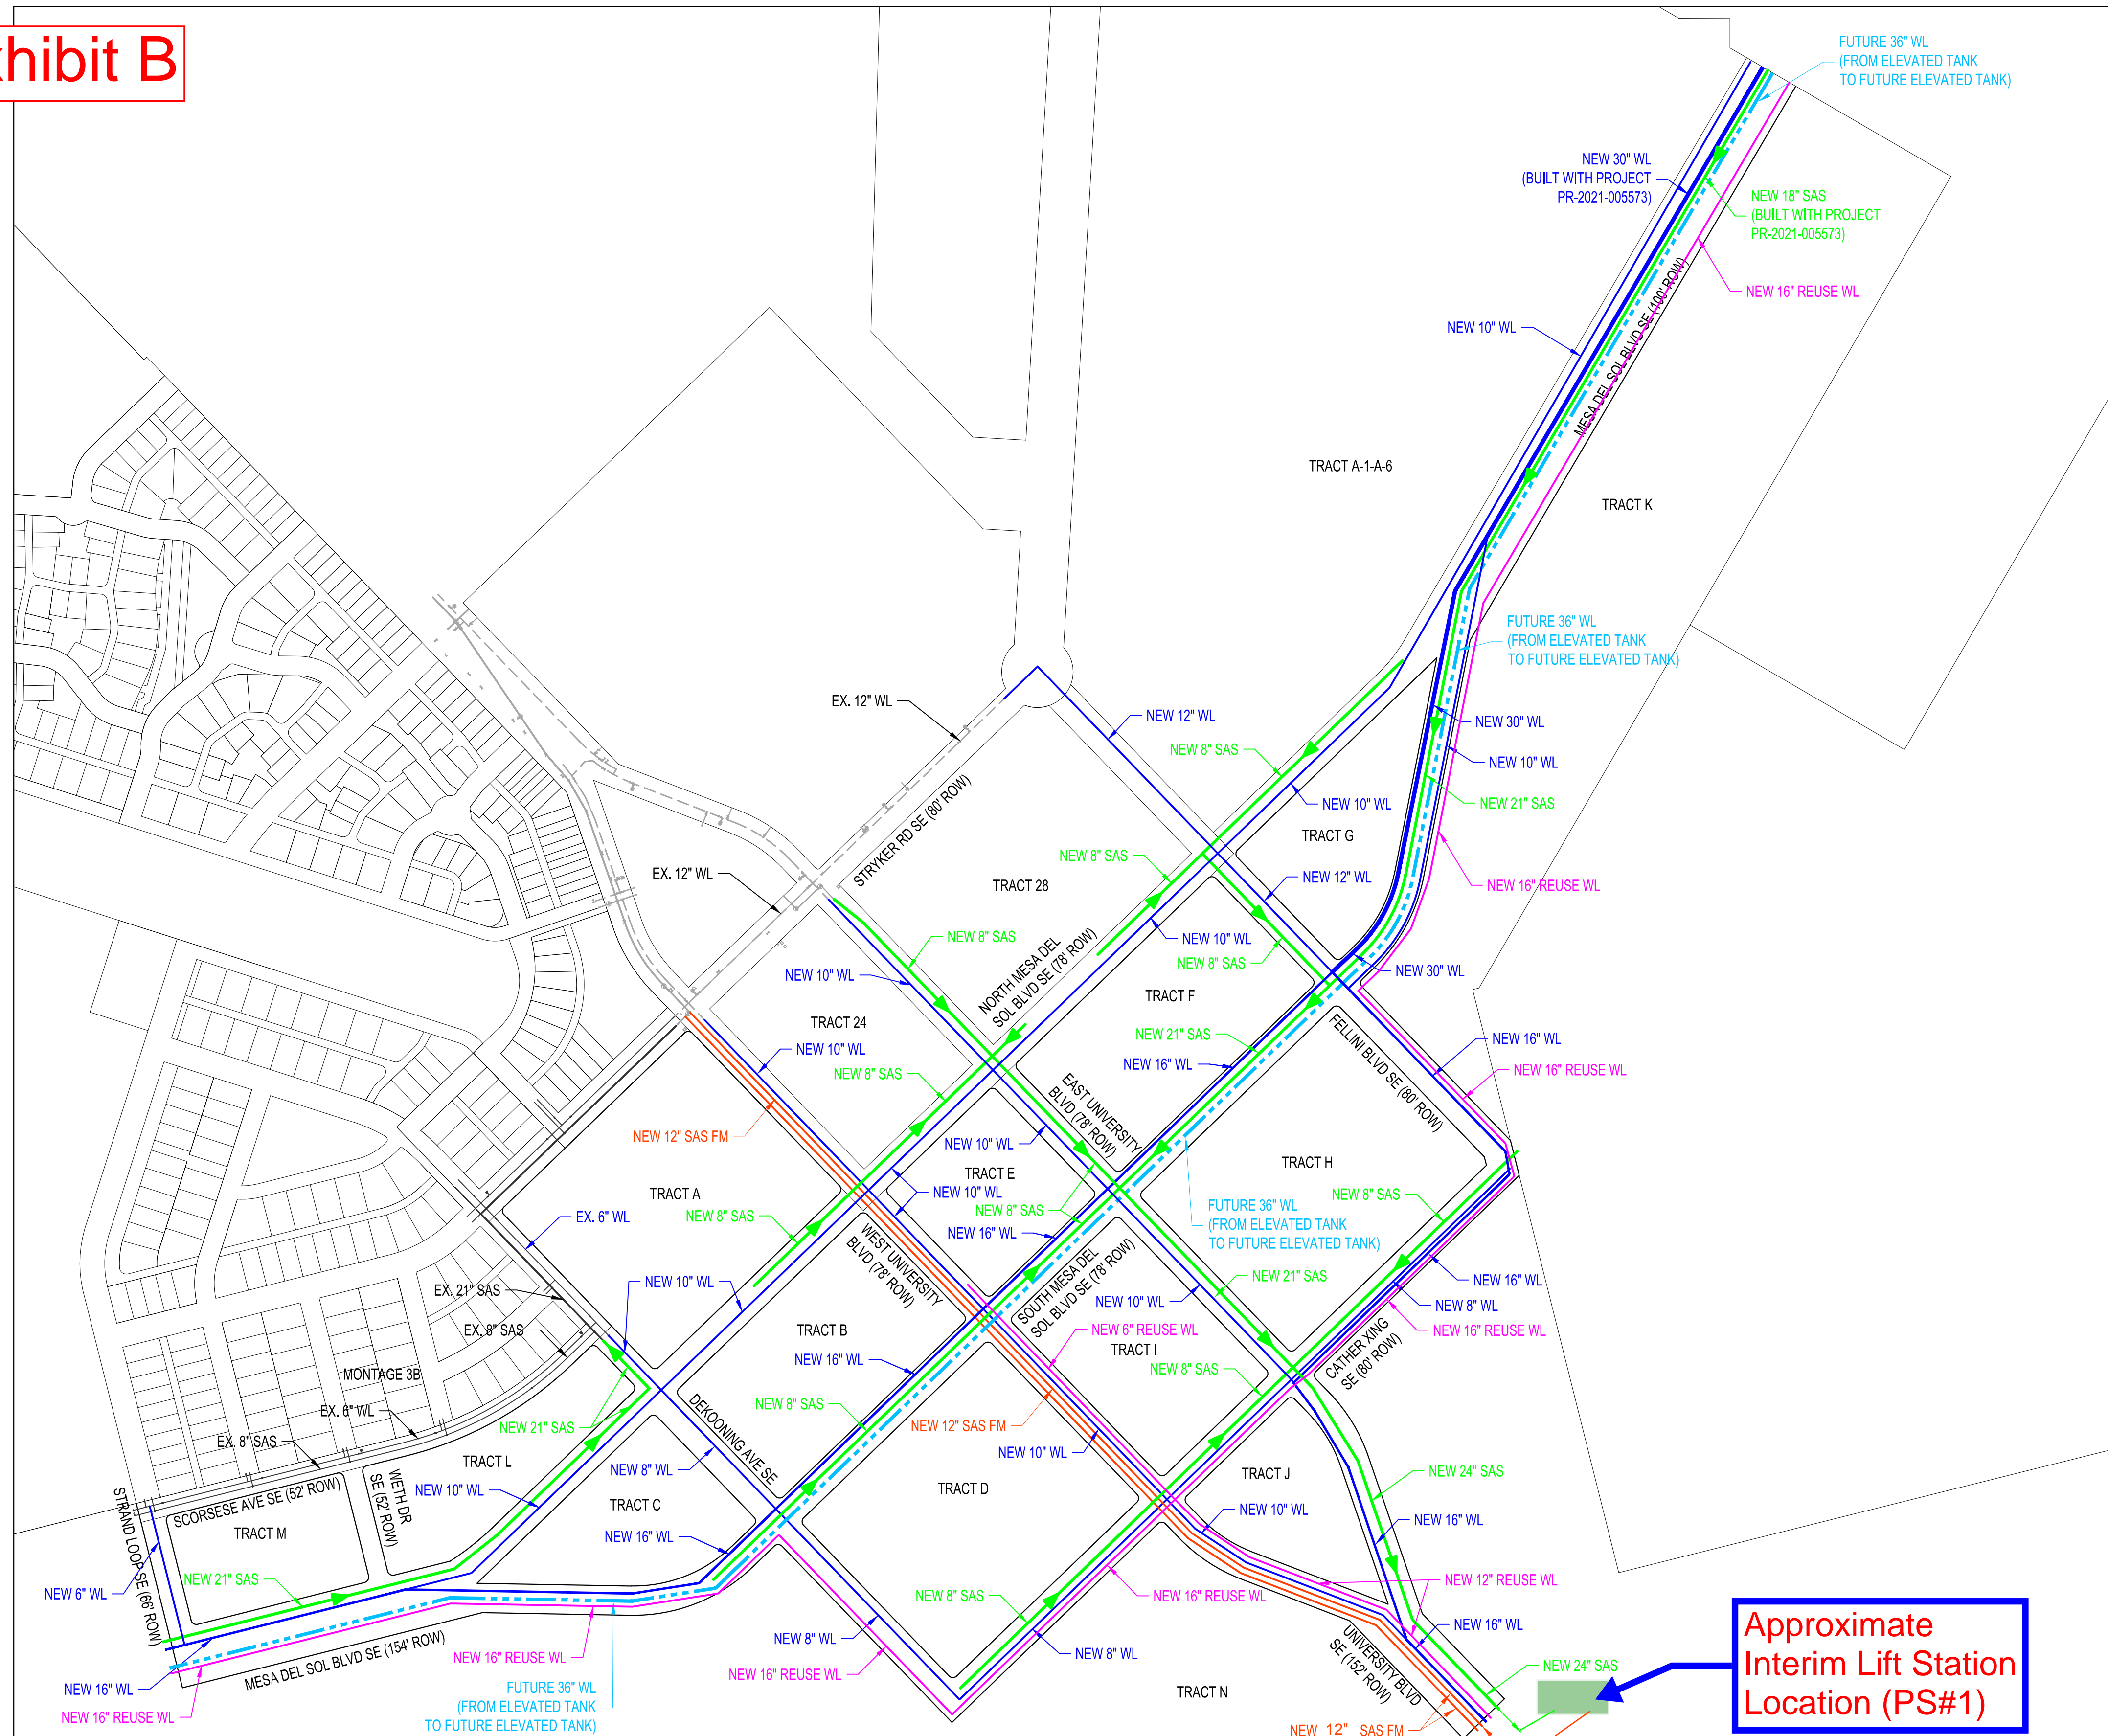 hibit B
FUTURE 36" WL
(FROM ELEVATED TANK
TO FUTURE ELEVATED TANK)
NEW 30" WL
(BUILT WITH PROJECT
PR-2021-005573)
NEW 18" SAS
(BUILT WITH PROJECT
PR-2021-005573)
NEW 16" REUSE WL
NEW 10" WL
MESA DEL SOL BLVD SE (100' ROW)
TRACT A-1-A-6
TRACT K
FUTURE 36" WL
(FROM ELEVATED TANK
TO FUTURE ELEVATED TANK)
EX. 12" WL
NEW 12" WL
NEW 8" SAS
NEW 30" WL
NEW 10" WL
NEW 10" WL
NEW 21" SAS
STRYKER RD SE (80' ROW)
TRACT G
NEW 8" SAS
EX. 12" WL
TRACT 28
NEW 12" WL
NEW 16" REUSE WL
NEW 8" SAS
NEW 10" WL
NEW 8" SAS
NEW 10" WL
NEW 30" WL
NORTH MESA DEL
SOL BLVD SE (78' ROW)
TRACT F
TRACT 24
NEW 21" SAS
FELLINI BLVD SE (80' ROW)
NEW 16" WL
NEW 10" WL
NEW 16" WL
NEW 16" REUSE WL
NEW 8" SAS
EAST UNIVERSITY
BLVD (78' ROW)
NEW 12" SAS FM
NEW 10" WL
TRACT H
TRACT E
TRACT A
NEW 10" WL
NEW 8" SAS
NEW 8" SAS
NEW 8" SAS
FUTURE 36" WL
(FROM ELEVATED TANK
TO FUTURE ELEVATED TANK)
EX. 6" WL
NEW 16" WL
WEST UNIVERSITY
BLVD (78' ROW)
SOUTH MESA DEL
SOL BLVD SE (78' ROW)
NEW 21" SAS
NEW 16" WL
NEW 10" WL
EX. 21" SAS
NEW 10" WL
NEW 8" WL
EX. 8" SAS
TRACT B
NEW 6" REUSE WL
NEW 16" REUSE WL
TRACT I
NEW 16" WL
CATHER XING
SE (80' ROW)
MONTAGE 3B
NEW 8" SAS
NEW 8" SAS
DEKOONING AVE SE
EX. 6" WL
NEW 21" SAS
NEW 12" SAS FM
EX. 8" SAS
NEW 10" WL
TRACT L
NEW 8" WL
TRACT J
NEW 24" SAS
WETH DR
SE (52' ROW)
NEW 10" WL
TRACT D
STRAND LOOP SE (66' ROW)
SCORSESE AVE SE (52' ROW)
TRACT C
NEW 10" WL
NEW 16" WL
TRACT M
NEW 16" WL
NEW 21" SAS
NEW 12" REUSE WL
NEW 6" WL
NEW 8" SAS
NEW 16" REUSE WL
NEW 16" WL
UNIVERSITY BLVD
SE (152' ROW)
MESA DEL SOL BLVD SE (154' ROW)
NEW 16" REUSE WL
NEW 8" WL
NEW 8" WL
NEW 24" SAS
NEW 16" REUSE WL
NEW 16" WL
FUTURE 36" WL
(FROM ELEVATED TANK
TO FUTURE ELEVATED TANK)
TRACT N
NEW 16" REUSE WL
NEW 12" SAS FM
Approximate
Interim Lift Station
Location (PS#1)